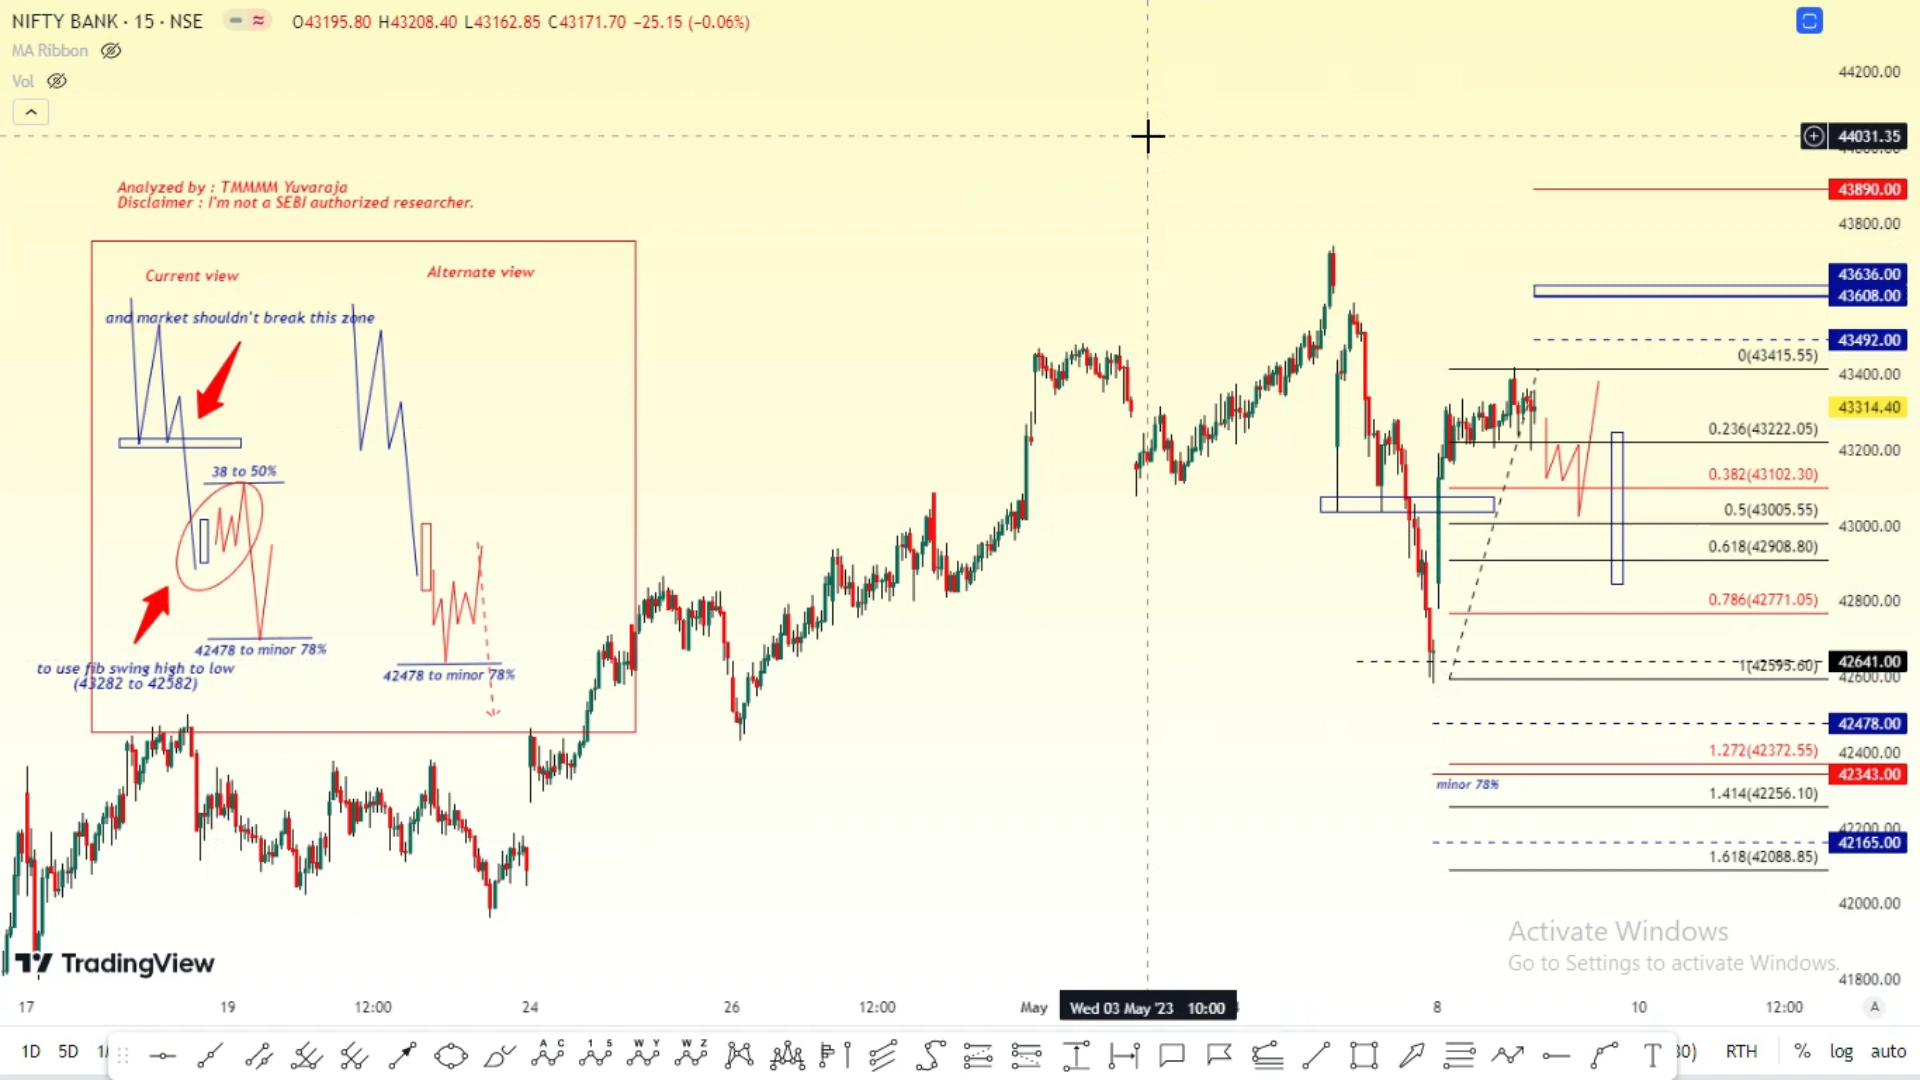 NIFTY BANK · 15 · NSE O43195.80 H43208.40 L43162.85 C43171.70 −25.15 (−0.06%)
MA Ribbon
Vol
44200.00
44031.35
Analyzed by : TMMMM Yuvaraja
Disclaimer : I'm not a SEBI authorized researcher.
43890.00
43800.00
Current view
Alternate view
and market shouldn't break this zone
43636.00
43608.00
43492.00
0(43415.55)
43400.00
43314.40
0.236(43222.05)
43200.00
38 to 50%
0.382(43102.30)
0.5(43005.55)
43000.00
0.618(42908.80)
0.786(42771.05)
42800.00
42478 to minor 78%
to use fib swing high to low
(43282 to 42582)
42478 to minor 78%
1(42595.60)
42641.00
42600.00
42478.00
1.272(42372.55)
42400.00
42343.00
minor 78%
1.414(42256.10)
42200.00
42165.00
1.618(42088.85)
42000.00
Activate Windows
Go to Settings to activate Windows.
TradingView
41800.00
17 19 12:00 24 26 12:00 May Wed 03 May '23 10:00 8 10 12:00 A
1D 5D
A C 1 5 W Y W Z T
RTH % log auto